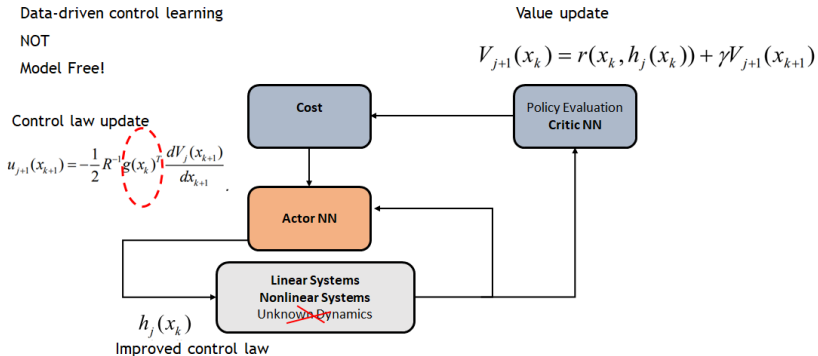 Data-driven control learning
NOT
Model Free!
Value update
V_{j+1}(x_k) = r(x_k, h_j(x_k)) + γV_{j+1}(x_{k+1})
Cost
Policy Evaluation
Critic NN
Control law update
u_{j+1}(x_{k+1}) = -\frac{1}{2} R^{-1} g(x_k)^T \frac{dV_j(x_{k+1})}{dx_{k+1}} .
Actor NN
Linear Systems
Nonlinear Systems
Unknown Dynamics
h_j(x_k)
Improved control law